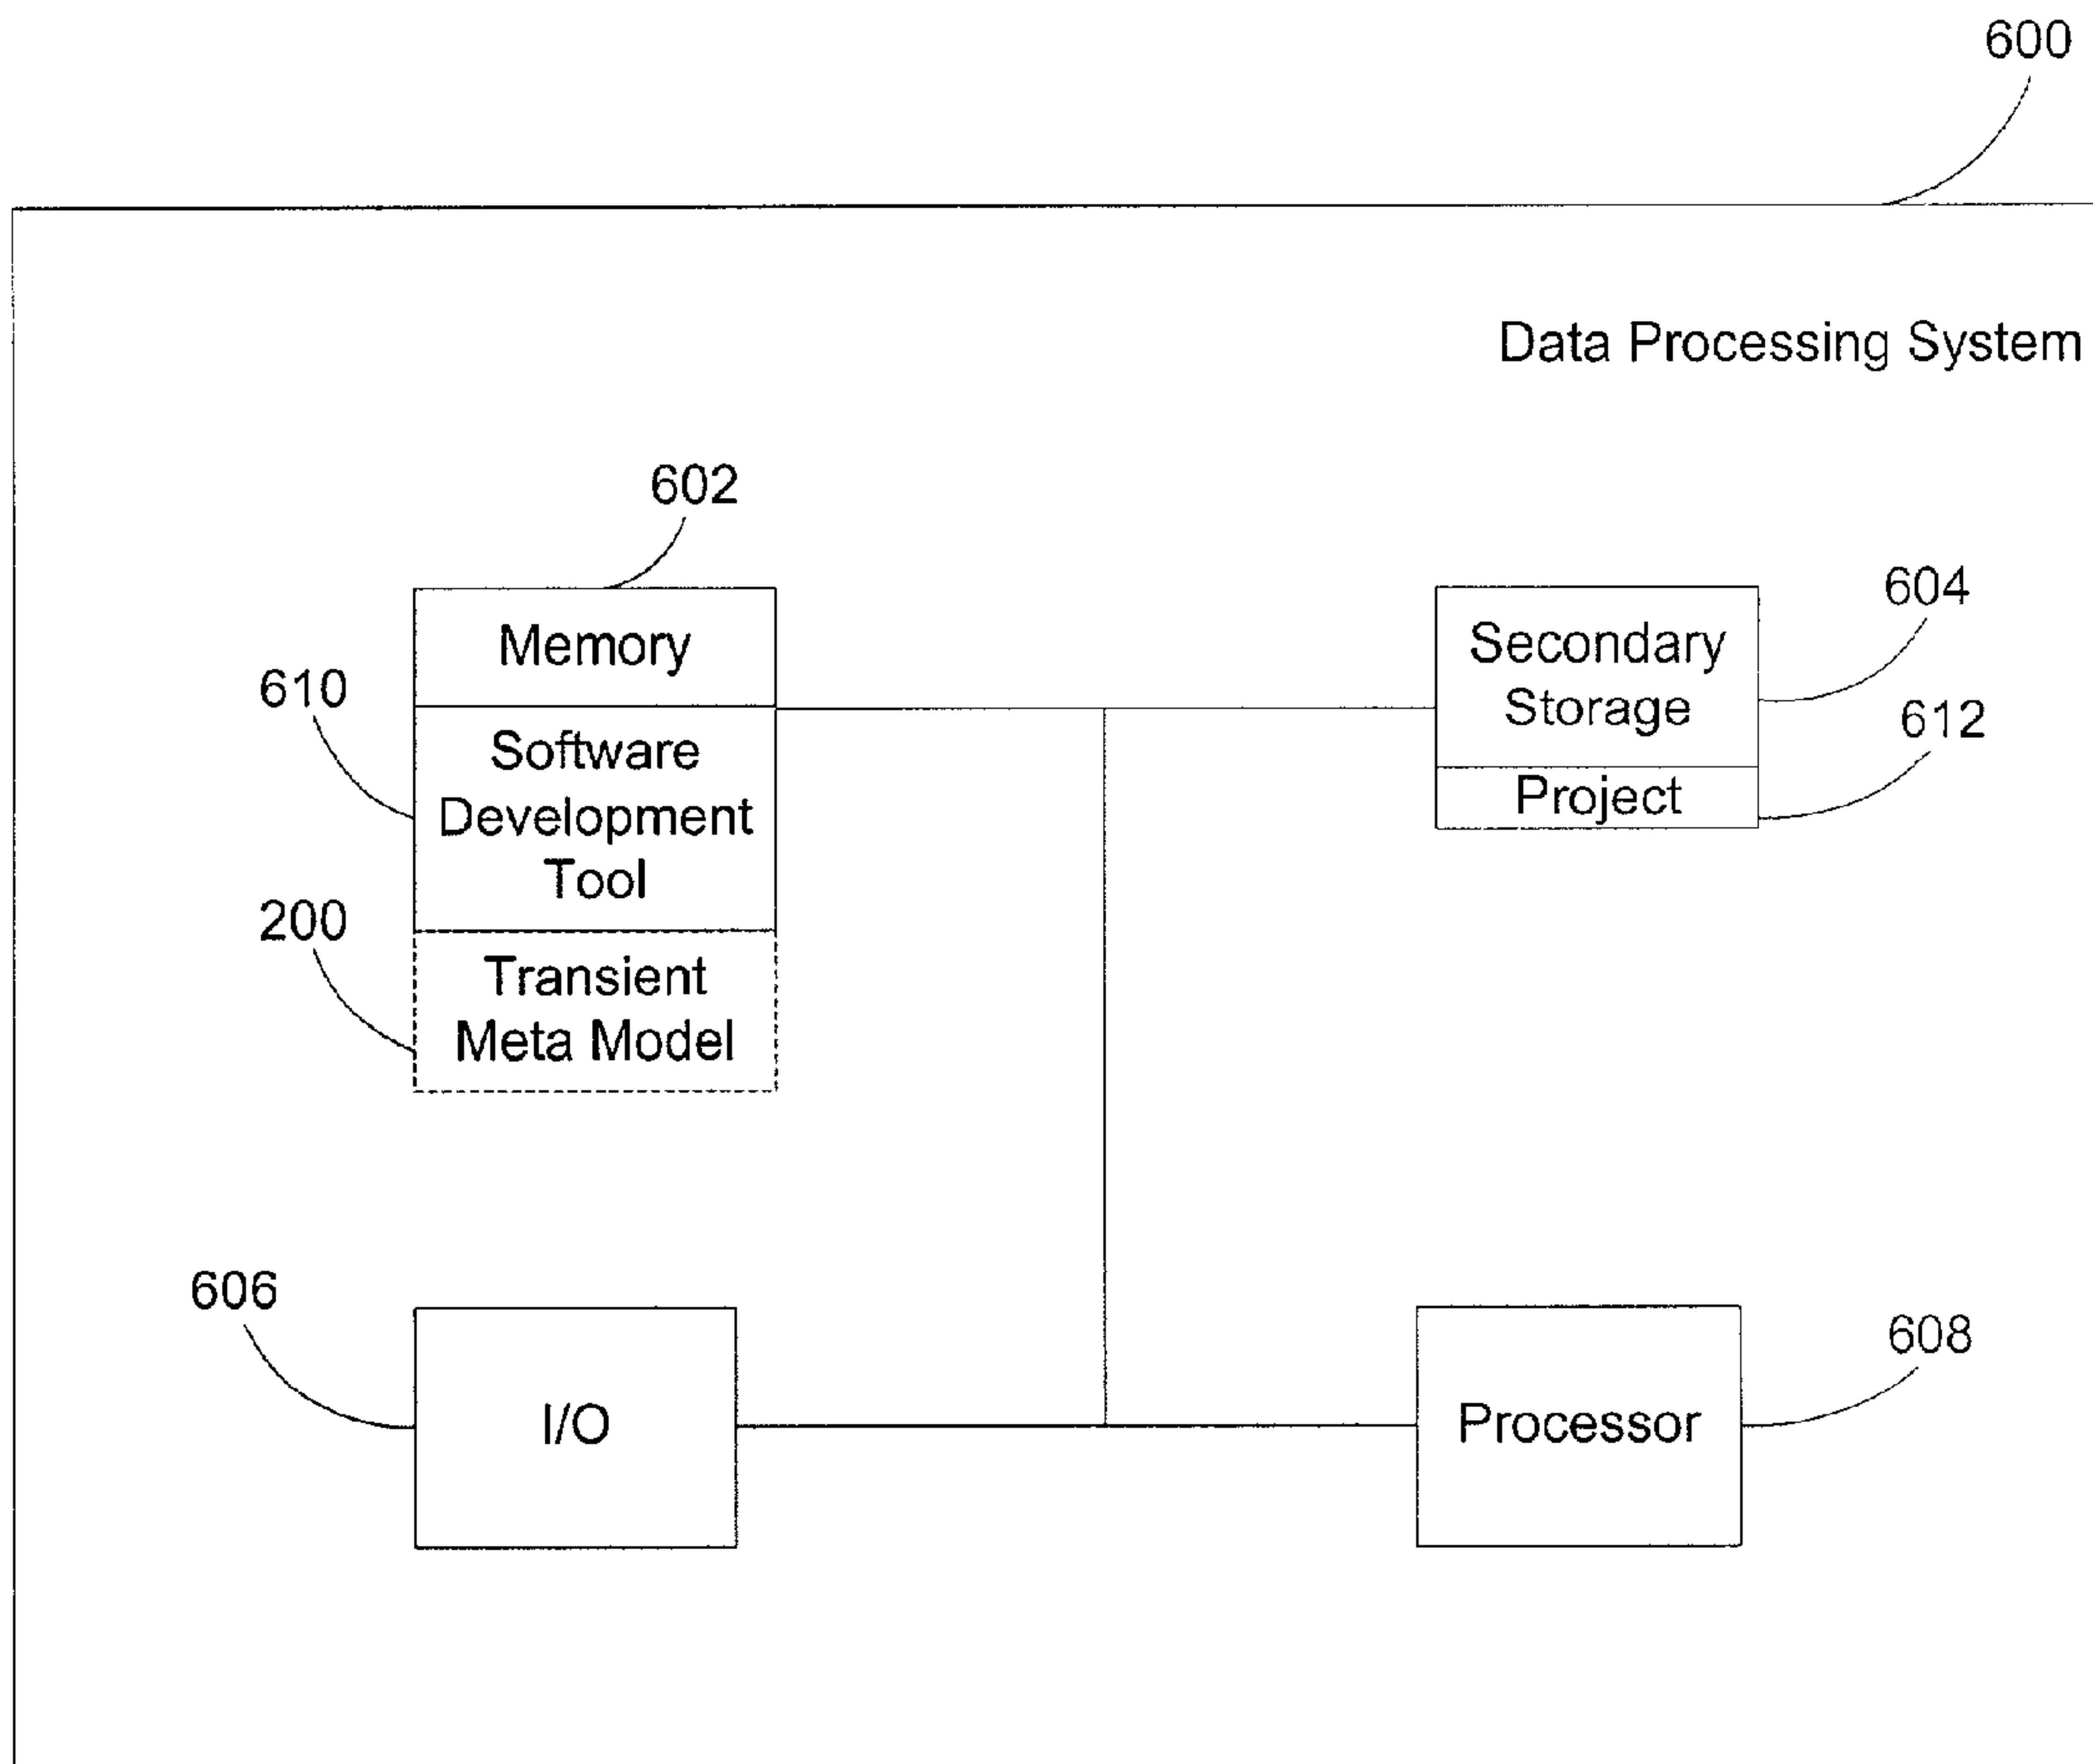 600
Data Processing System
602
Memory
610
Software
Development
Tool
200
Transient
Meta Model
604
Secondary
Storage
612
Project
606
I/O
608
Processor